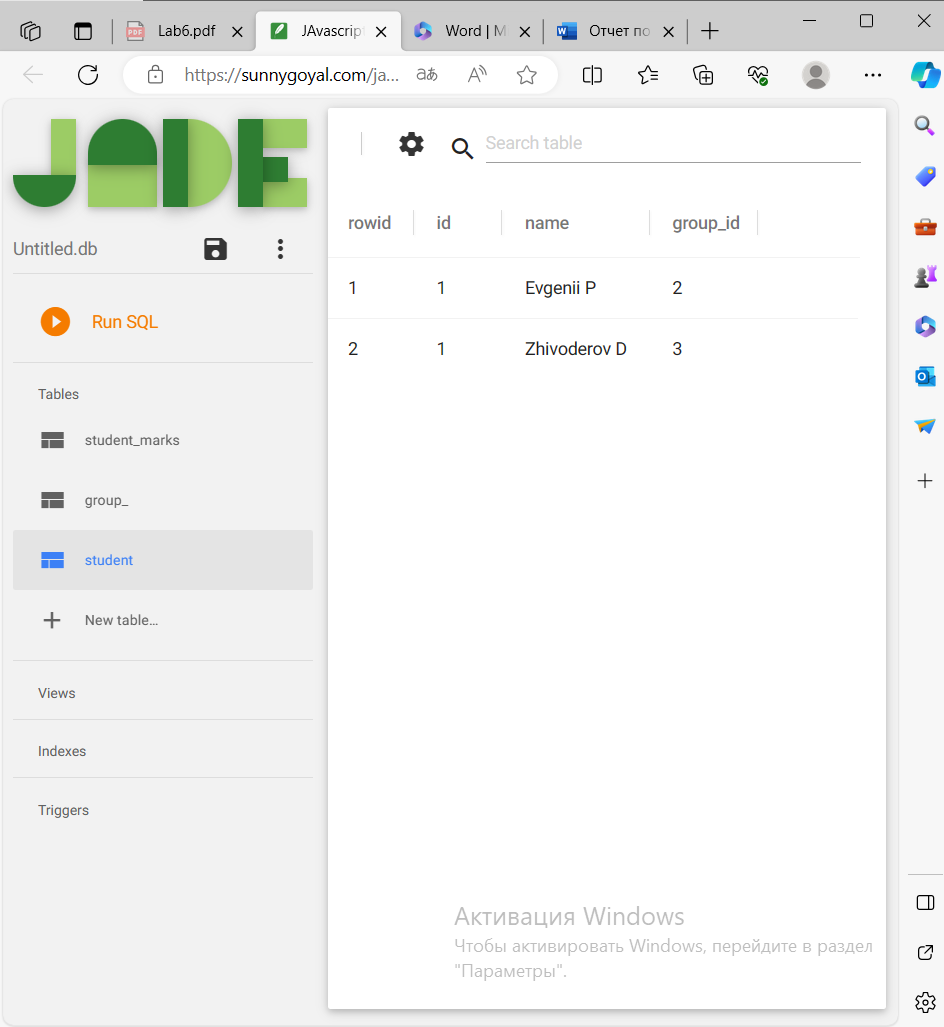 Lab6.pdf
JAvascrip
Word | M
Отчет по
https://sunnygoyal.com/ja...
JADE
Untitled.db
Run SQL
Tables
student_marks
group_
student
New table...
Views
Indexes
Triggers
Search table
rowid id name group_id
1 1 Evgenii P 2
2 1 Zhivoderov D 3
Активация Windows
Чтобы активировать Windows, перейдите в раздел
"Параметры".